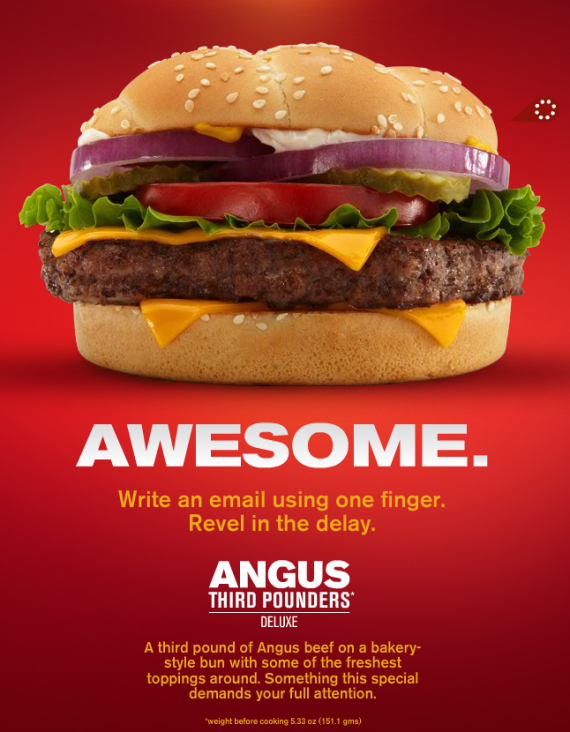 AWESOME.
Write an email using one finger.
Revel in the delay.
ANGUS
THIRD POUNDERS*
DELUXE
A third pound of Angus beef on a bakery-
style bun with some of the freshest
toppings around. Something this special
demands your full attention.
*weight before cooking 5.33 oz (151.1 gms)